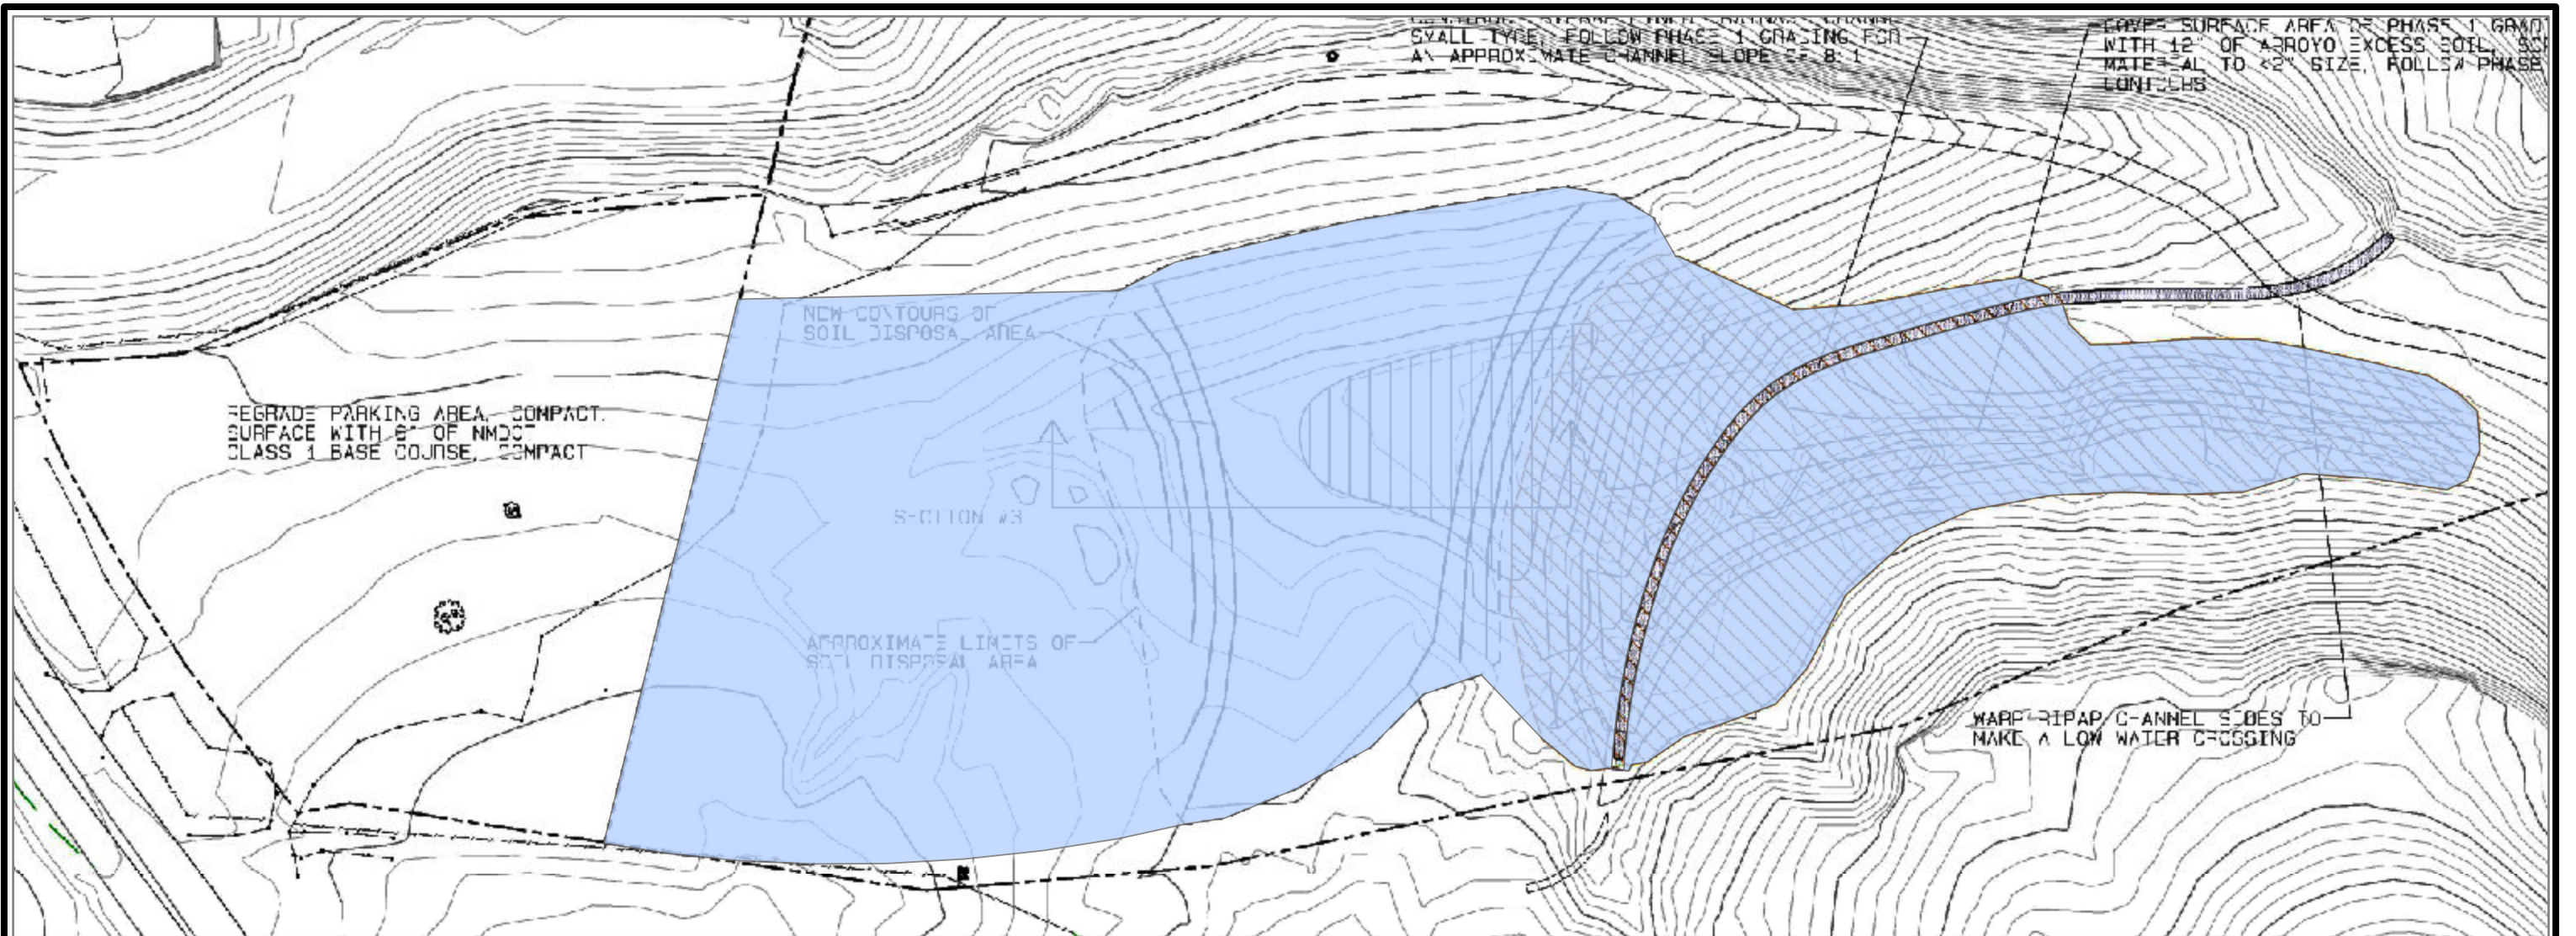 SMALL TYPE, FOLLOW PHASE 1 GRADING FOR
AN APPROXIMATE CHANNEL SLOPE OF 8:1
COVER SURFACE AREA OF PHASE 1 GRAD
WITH 12" OF ARROYO EXCESS SOIL,
MATERIAL TO <2" SIZE, FOLLOW PHASE
CONTOURS
NEW CONTOURS OF
SOIL DISPOSAL AREA
REGRADE PARKING AREA, COMPACT
SURFACE WITH 6" OF NMDOT
CLASS 1 BASE COURSE, COMPACT
SECTION #3
APPROXIMATE LIMITS OF
SOIL DISPOSAL AREA
WARP RIPRAP CHANNEL SIDES TO
MAKE A LOW WATER CROSSING